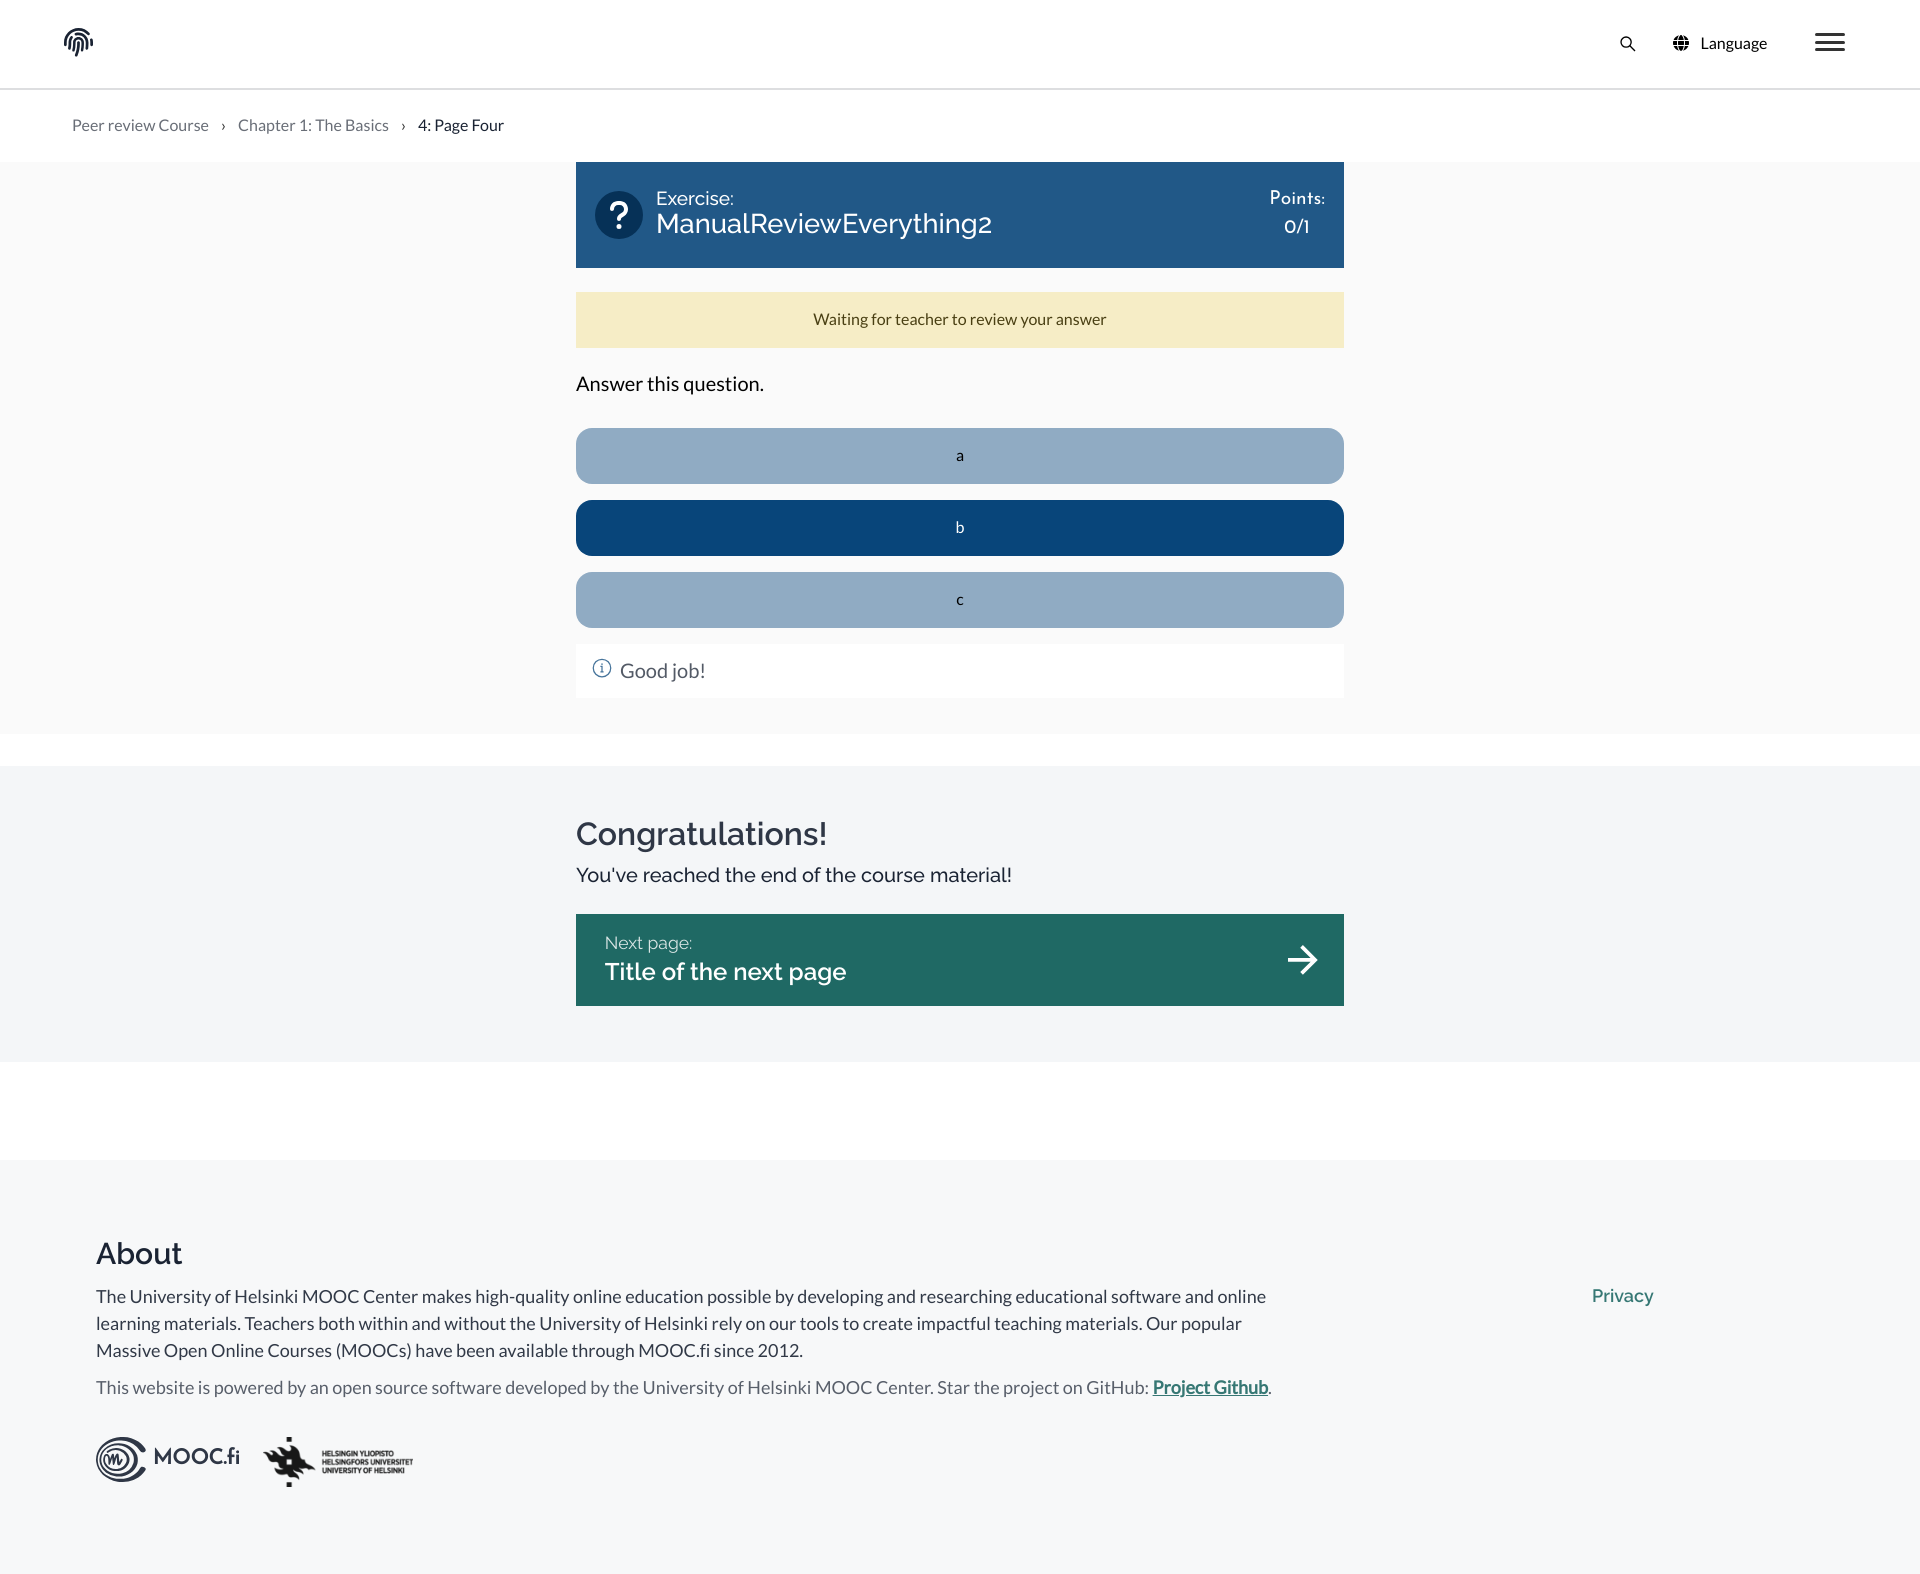 Language
Peer review Course › Chapter 1: The Basics › 4: Page Four
Exercise:
ManualReviewEverything2
Points:
0/1
Waiting for teacher to review your answer
Answer this question.
a
b
c
Good job!
Congratulations!
You've reached the end of the course material!
Next page:
Title of the next page
About
The University of Helsinki MOOC Center makes high-quality online education possible by developing and researching educational software and online
learning materials. Teachers both within and without the University of Helsinki rely on our tools to create impactful teaching materials. Our popular
Massive Open Online Courses (MOOCs) have been available through MOOC.fi since 2012.
Privacy
This website is powered by an open source software developed by the University of Helsinki MOOC Center. Star the project on GitHub: Project Github.
MOOC.fi
HELSINGIN YLIOPISTO
HELSINGFORS UNIVERSITET
UNIVERSITY OF HELSINKI